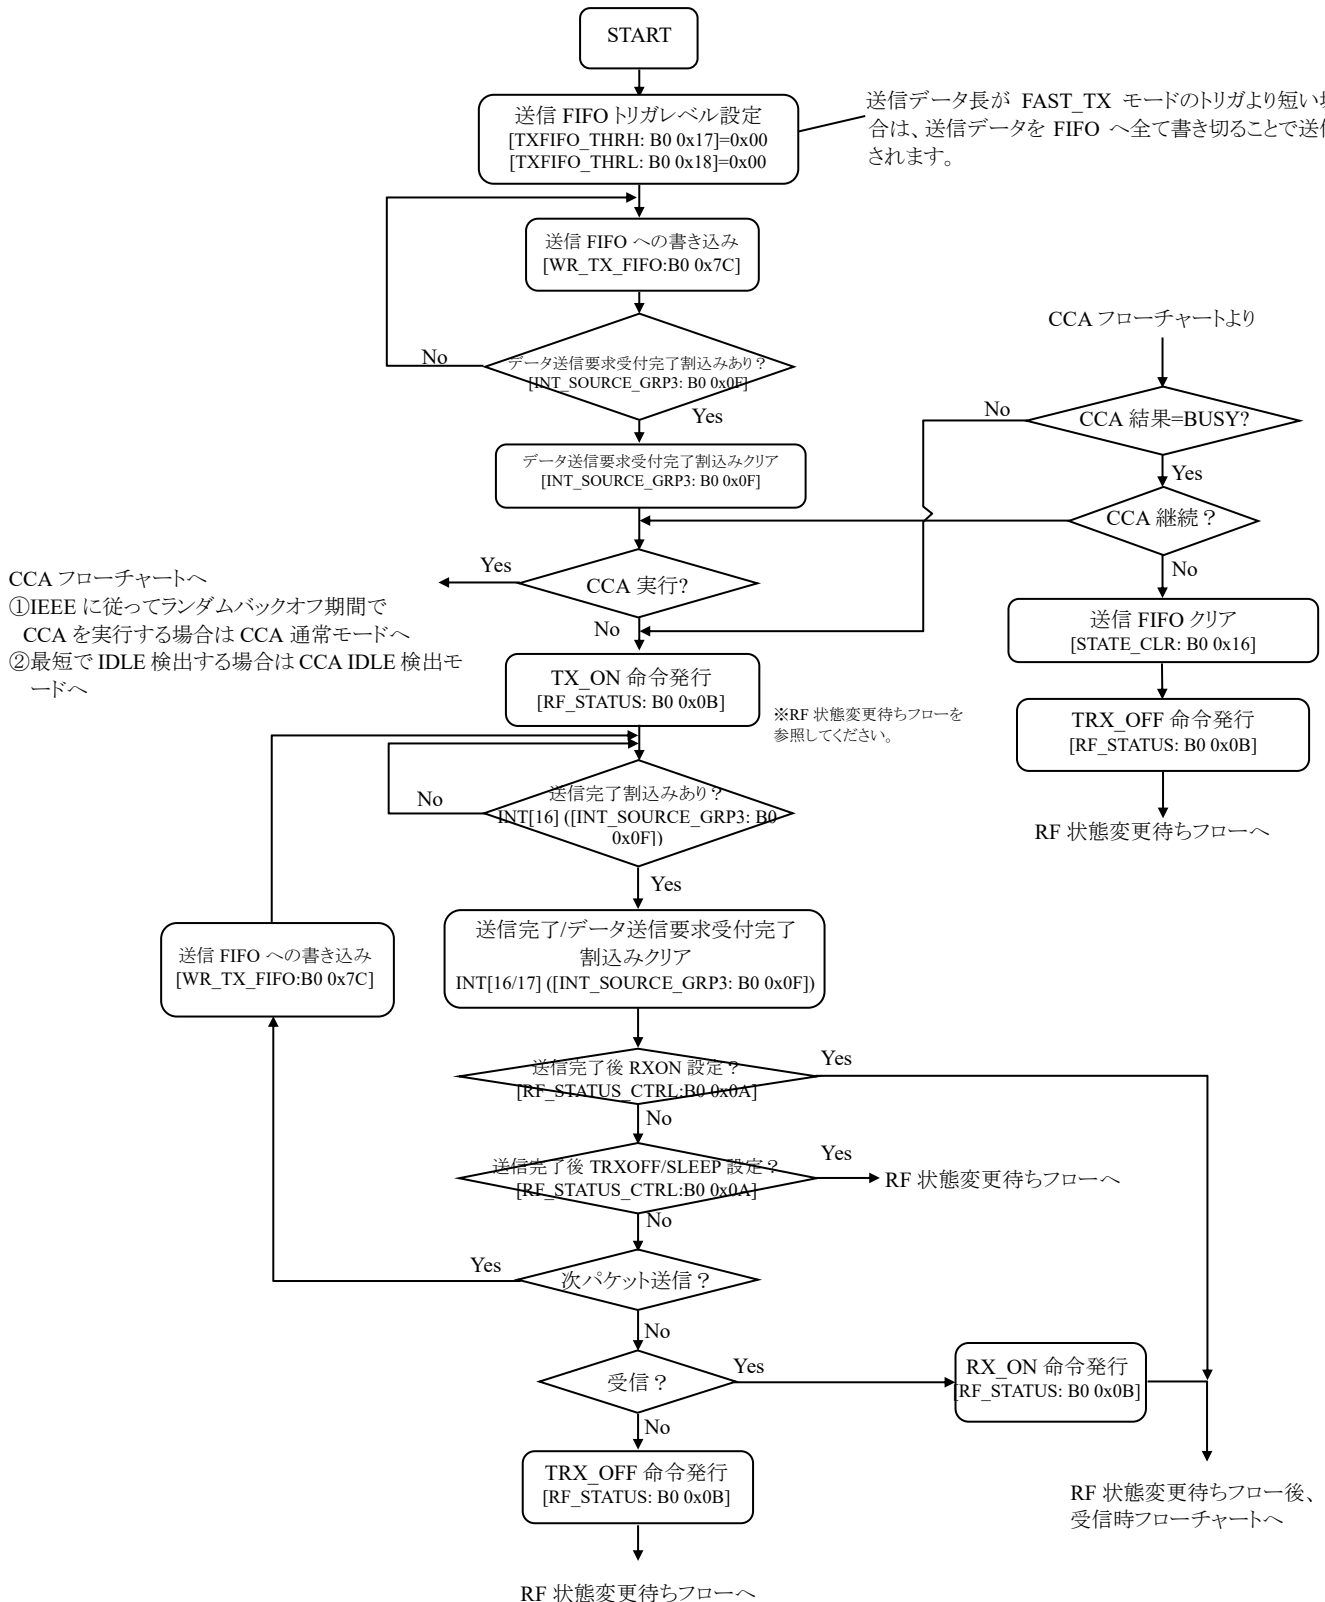 START
送信 FIFO トリガレベル設定
[TXFIFO_THRH: B0 0x17]=0x00
[TXFIFO_THRL: B0 0x18]=0x00
送信データ長が FAST_TX モードのトリガより短い
合は、送信データを FIFO へ全て書き切ることで送
されます。
送信 FIFO への書き込み
[WR_TX_FIFO:B0 0x7C]
No
データ送信要求受付完了割込みあり？
[INT_SOURCE_GRP3: B0 0x0F]
Yes
データ送信要求受付完了割込みクリア
[INT_SOURCE_GRP3: B0 0x0F]
CCA フローチャートより
No
CCA 結果=BUSY?
Yes
CCA 継続？
No
送信 FIFO クリア
[STATE_CLR: B0 0x16]
TRX_OFF 命令発行
[RF_STATUS: B0 0x0B]
RF 状態変更待ちフローへ
Yes
CCA 実行?
No
CCA フローチャートへ
①IEEE に従ってランダムバックオフ期間で
CCA を実行する場合は CCA 通常モードへ
②最短で IDLE 検出する場合は CCA IDLE 検出モ
ードへ
TX_ON 命令発行
[RF_STATUS: B0 0x0B]
※RF 状態変更待ちフローを
参照してください。
No
送信完了割込みあり？
INT[16] ([INT_SOURCE_GRP3: B0
0x0F])
Yes
送信完了/データ送信要求受付完了
割込みクリア
INT[16/17] ([INT_SOURCE_GRP3: B0 0x0F])
送信 FIFO への書き込み
[WR_TX_FIFO:B0 0x7C]
送信完了後 RXON 設定？
[RF_STATUS_CTRL:B0 0x0A]
Yes
No
送信完了後 TRXOFF/SLEEP 設定？
[RF_STATUS_CTRL:B0 0x0A]
Yes
RF 状態変更待ちフローへ
No
Yes
次パケット送信？
No
受信？
Yes
RX_ON 命令発行
[RF_STATUS: B0 0x0B]
No
TRX_OFF 命令発行
[RF_STATUS: B0 0x0B]
RF 状態変更待ちフロー後、
受信時フローチャートへ
RF 状態変更待ちフローへ